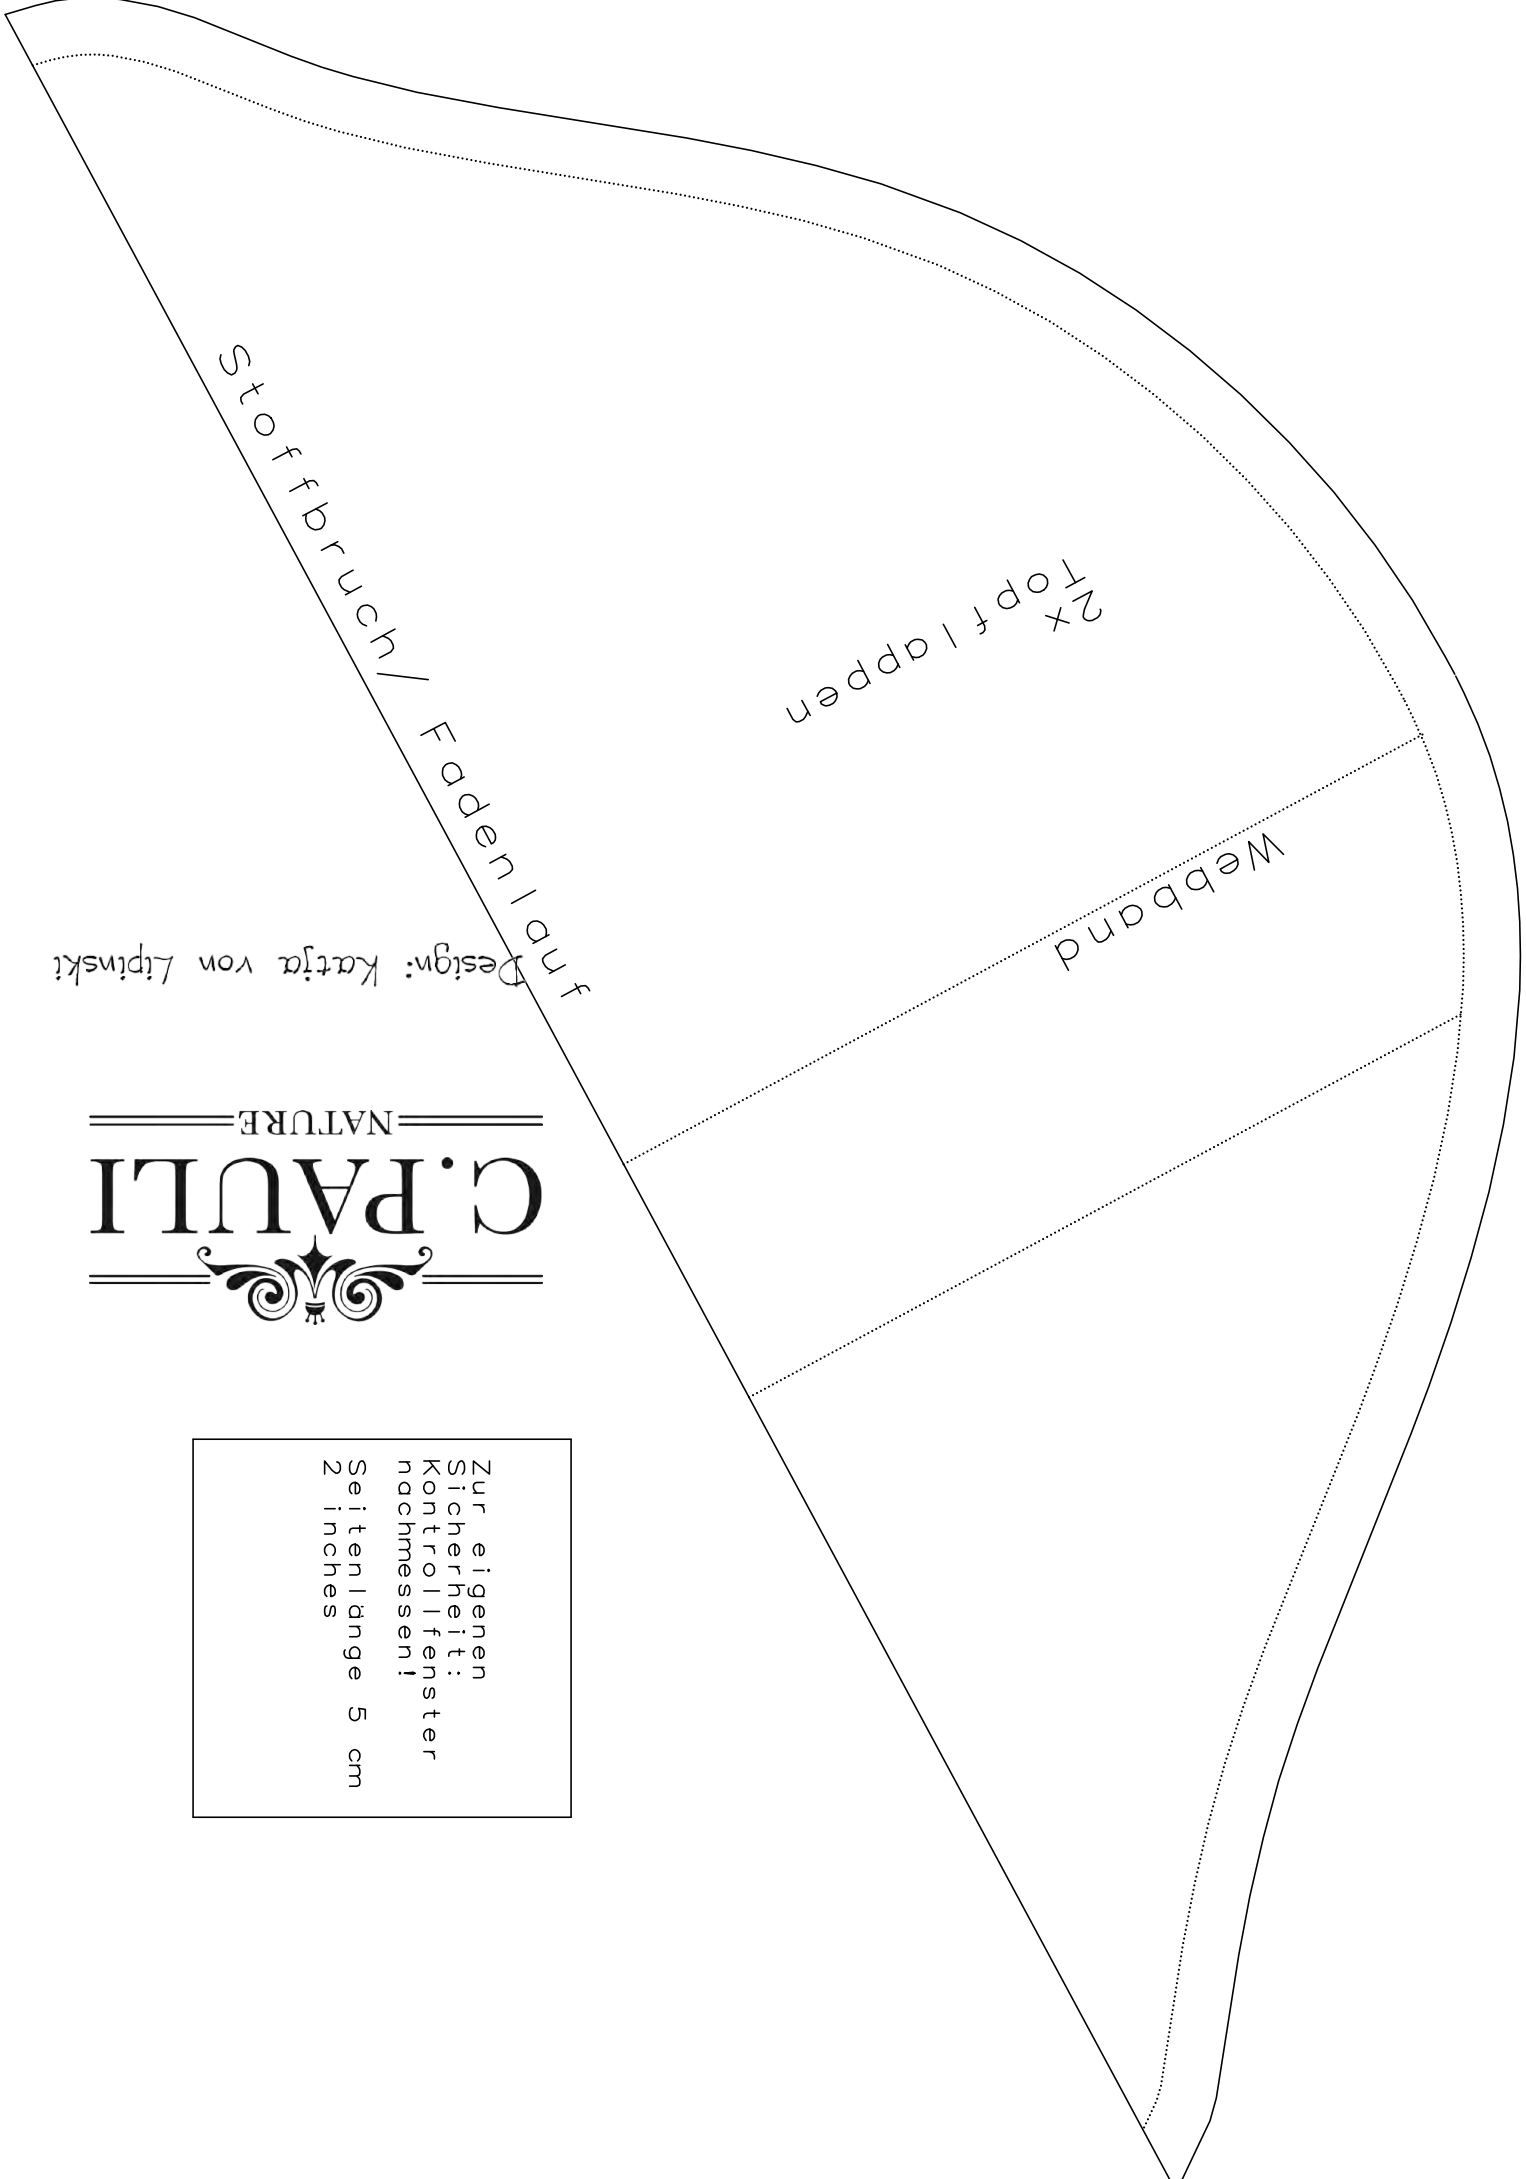 Stoffbruch/ Fadenlauf
2x
Topflappen
Webband
Design: Katja von Lipinski
C.PAULI
NATURE
Zur eigenen
Sicherheit:
Kontrollfenster
nachmessen!
Seitenlänge 5 cm
2 inches